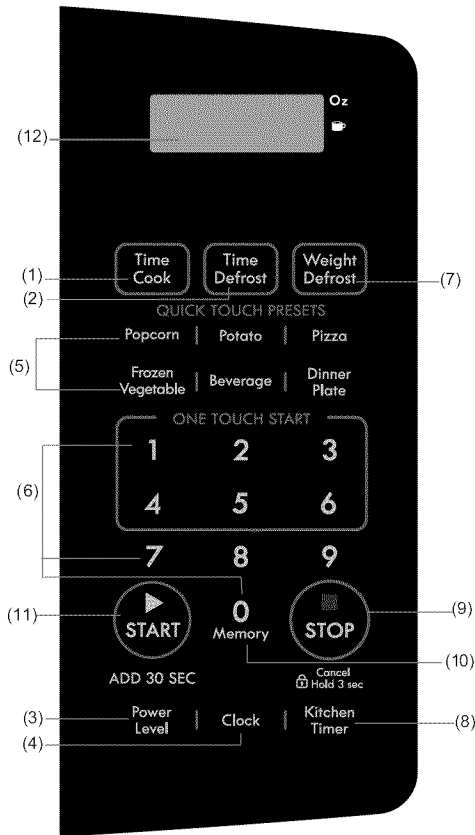 Oz
(12)
Time Cook
Time Defrost
Weight Defrost
(1)
(2)
(7)
QUICK TOUCH PRESETS
Popcorn | Potato | Pizza
(5)
Frozen Vegetable | Beverage | Dinner Plate
ONE TOUCH START
1 2 3
(6)
4 5 6
7 8 9
(11)
START
0
Memory
STOP
(9)
(10)
ADD 30 SEC
Cancel
Hold 3 sec
(3)
Power Level | Clock | Kitchen Timer
(8)
(4)